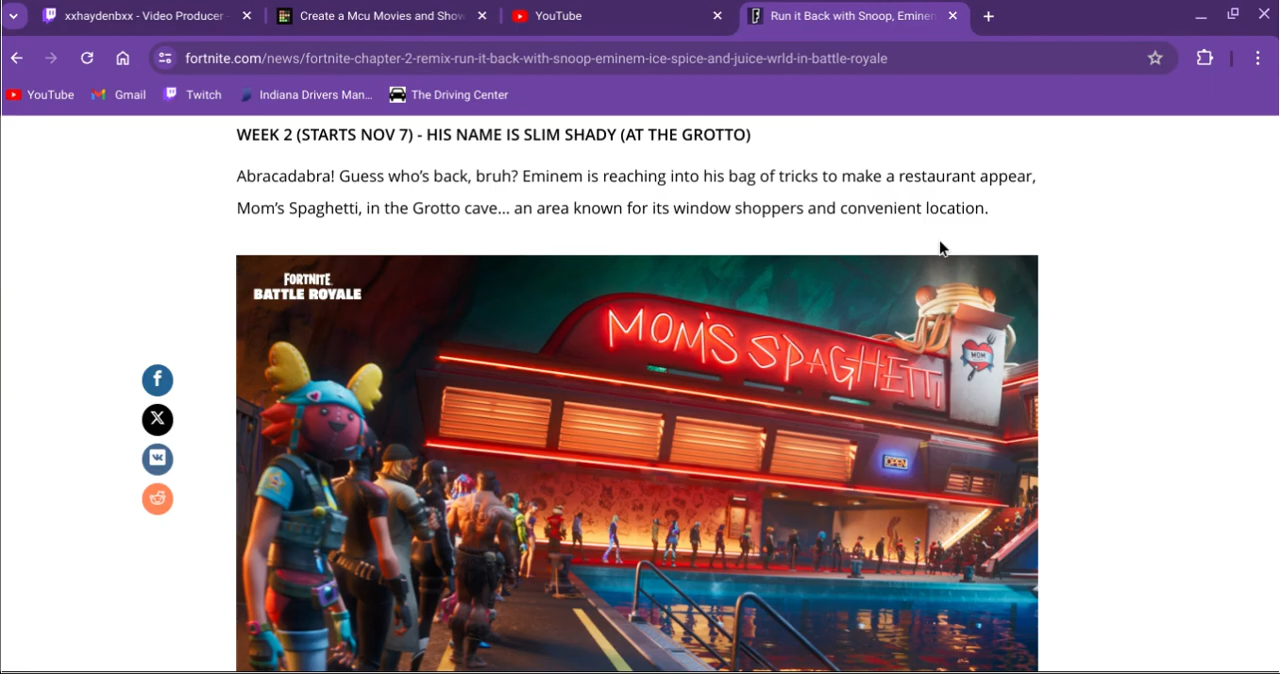 xxhaydenbxx - Video Producer -
Create a Mcu Movies and Show
YouTube
Run it Back with Snoop, Eminen
fortnite.com/news/fortnite-chapter-2-remix-run-it-back-with-snoop-eminem-ice-spice-and-juice-wrld-in-battle-royale
YouTube
Gmail
Twitch
Indiana Drivers Man...
The Driving Center
WEEK 2 (STARTS NOV 7) - HIS NAME IS SLIM SHADY (AT THE GROTTO)
Abracadabra! Guess who's back, bruh? Eminem is reaching into his bag of tricks to make a restaurant appear,
Mom's Spaghetti, in the Grotto cave... an area known for its window shoppers and convenient location.
FORTNITE
BATTLE ROYALE
MOM'S SPAGHETTI
MOM
OPEN